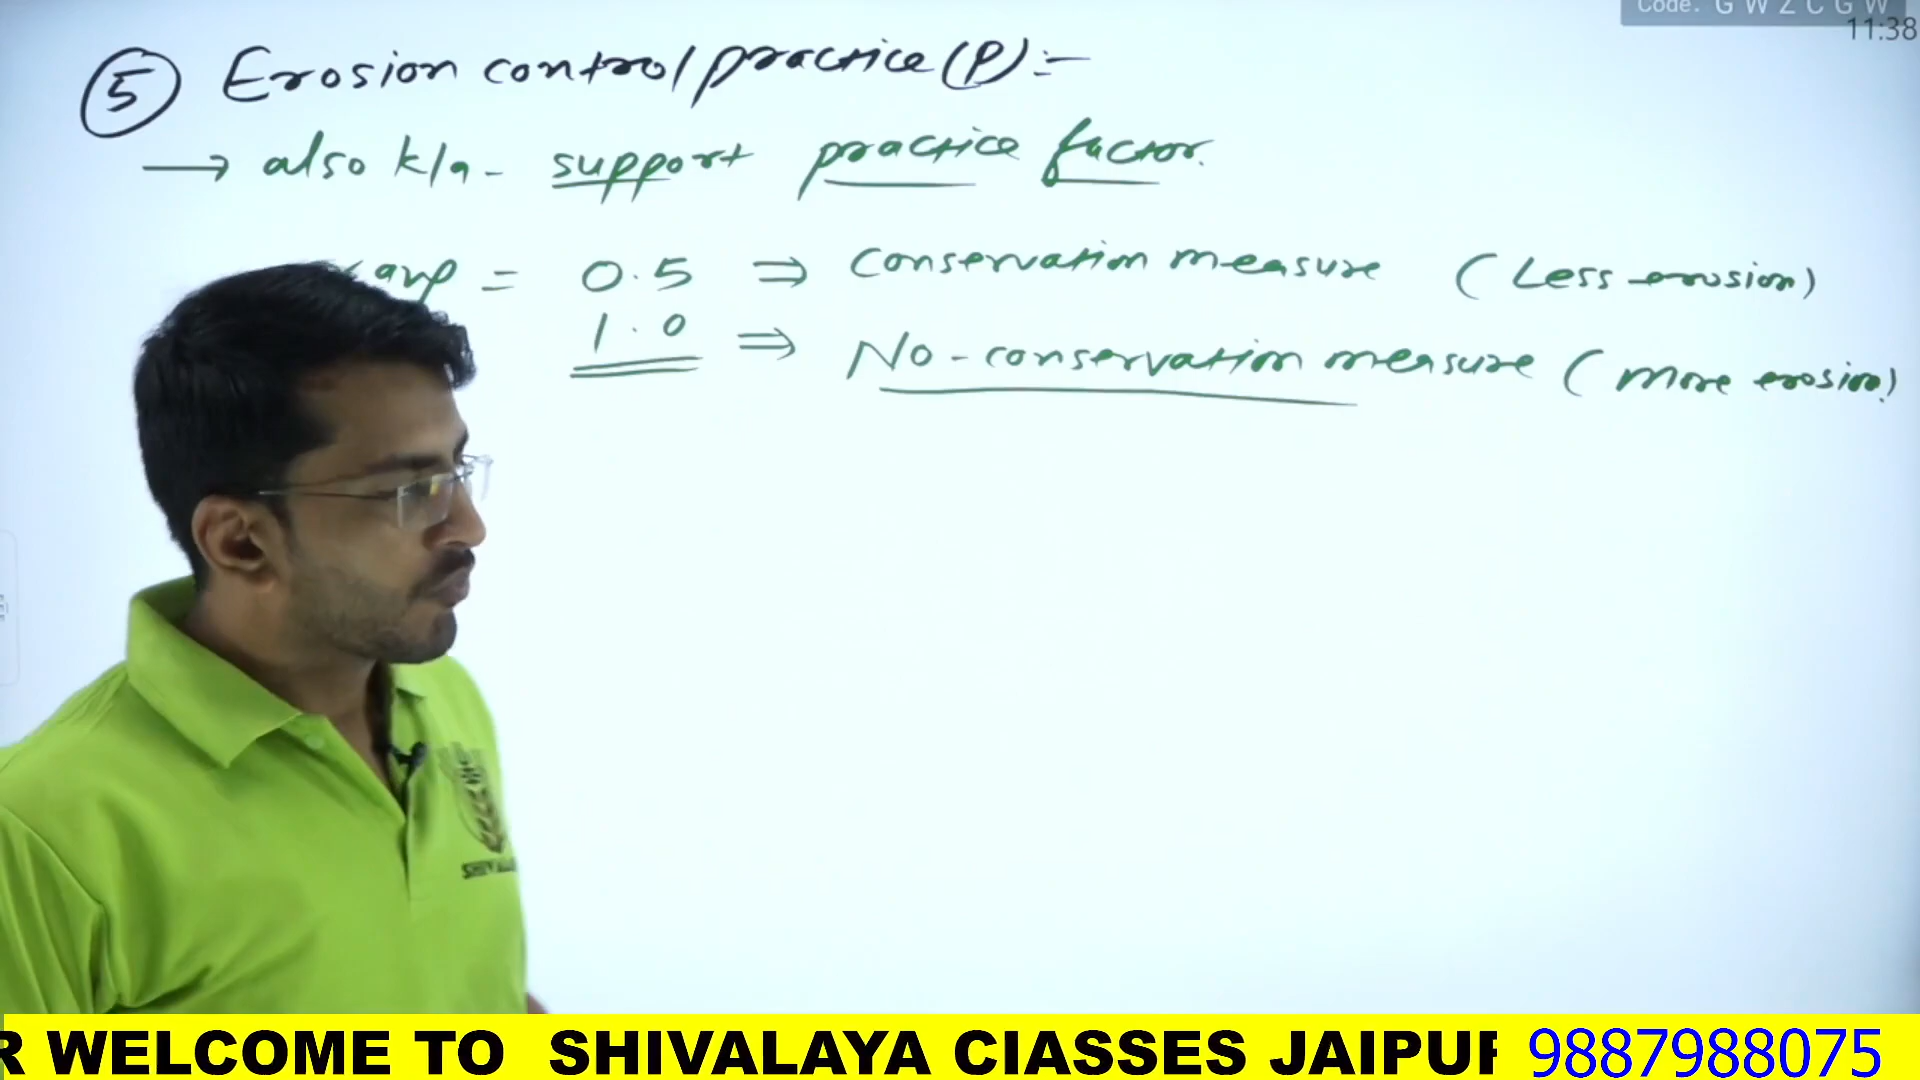 Code: G W Z C G W
11:38
5 Erosion control practice (P) :-
→ also k/a - support practice factor.
= 0.5 ⇒ Conservation measure (Less erosion)
1.0 ⇒ No-conservation measure (More erosion)
R WELCOME TO SHIVALAYA CIASSES JAIPUR 9887988075